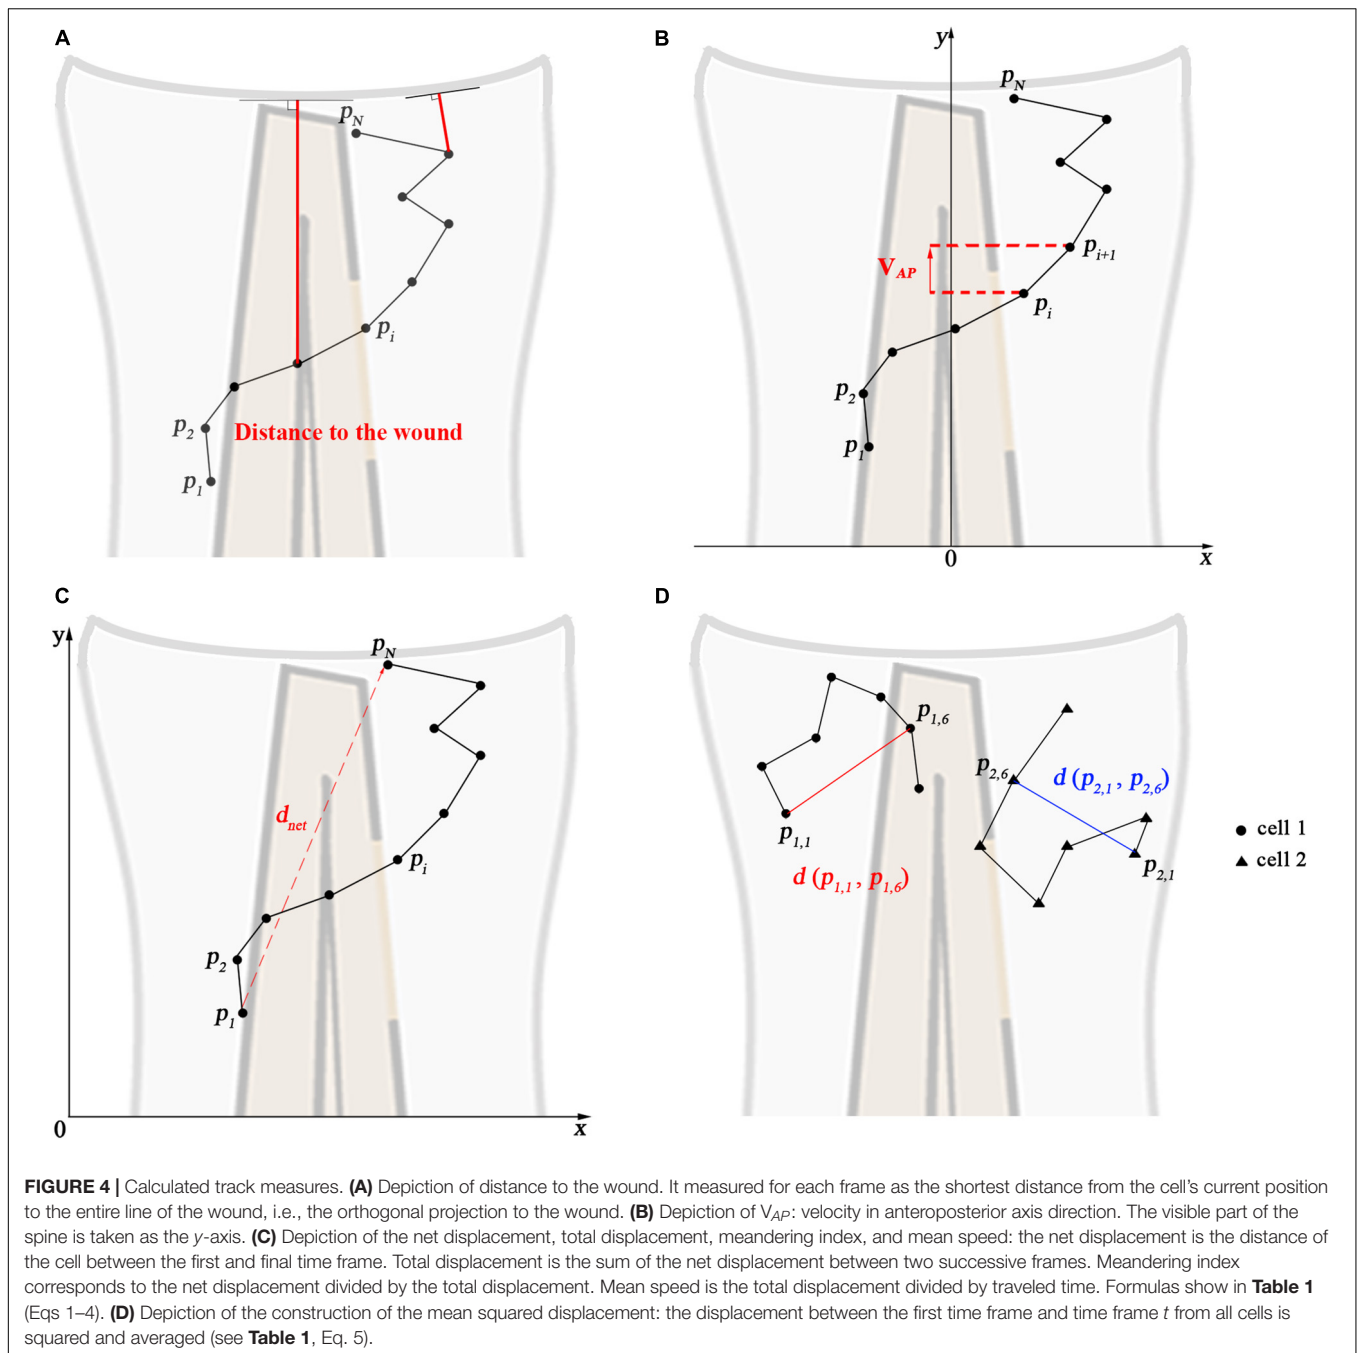 A
p_N
p_i
p_2
Distance to the wound
p_1
B
y
p_N
p_{i+1}
V_AP
p_i
p_2
p_1
0
x
C
y
p_N
d_net
p_i
p_2
p_1
0
x
D
p_{1,6}
p_{2,6}
d (p_{2,1}, p_{2,6})
p_{1,1}
p_{2,1}
d (p_{1,1}, p_{1,6})
cell 1
cell 2
FIGURE 4 | Calculated track measures. (A) Depiction of distance to the wound. It measured for each frame as the shortest distance from the cell's current position
to the entire line of the wound, i.e., the orthogonal projection to the wound. (B) Depiction of V_AP: velocity in anteroposterior axis direction. The visible part of the
spine is taken as the y-axis. (C) Depiction of the net displacement, total displacement, meandering index, and mean speed: the net displacement is the distance of
the cell between the first and final time frame. Total displacement is the sum of the net displacement between two successive frames. Meandering index
corresponds to the net displacement divided by the total displacement. Mean speed is the total displacement divided by traveled time. Formulas show in Table 1
(Eqs 1–4). (D) Depiction of the construction of the mean squared displacement: the displacement between the first time frame and time frame t from all cells is
squared and averaged (see Table 1, Eq. 5).